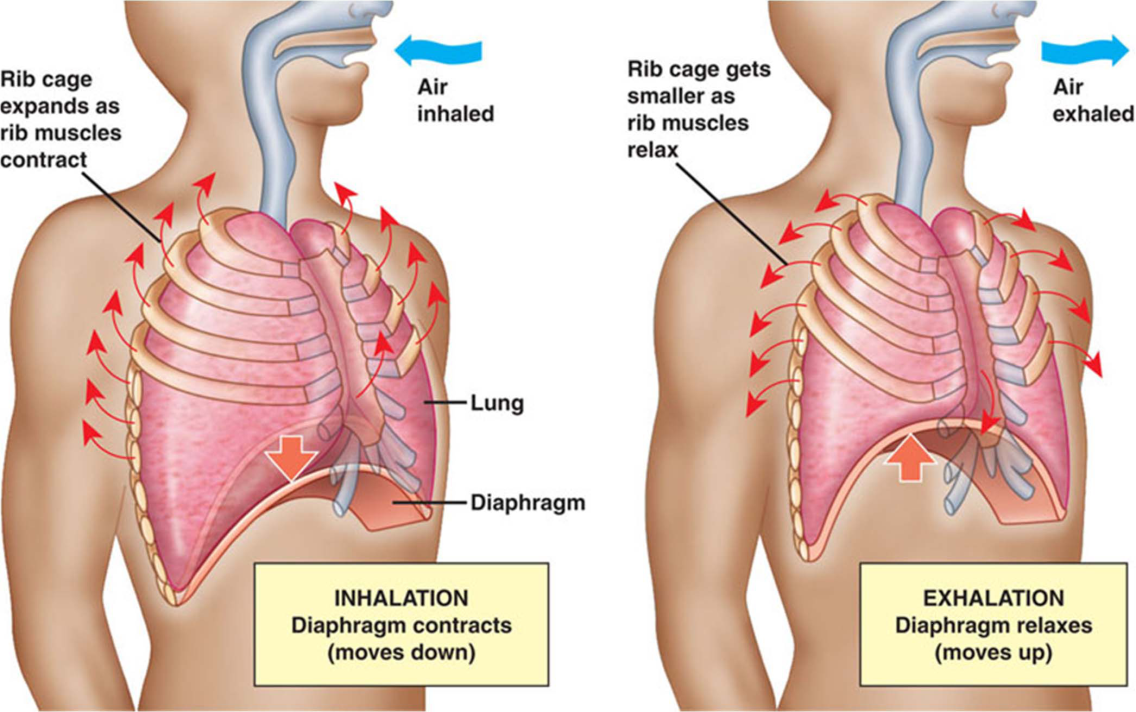 Rib cage
expands as
rib muscles
contract
Air
inhaled
Lung
Diaphragm
INHALATION
Diaphragm contracts
(moves down)
Rib cage gets
smaller as
rib muscles
relax
Air
exhaled
EXHALATION
Diaphragm relaxes
(moves up)